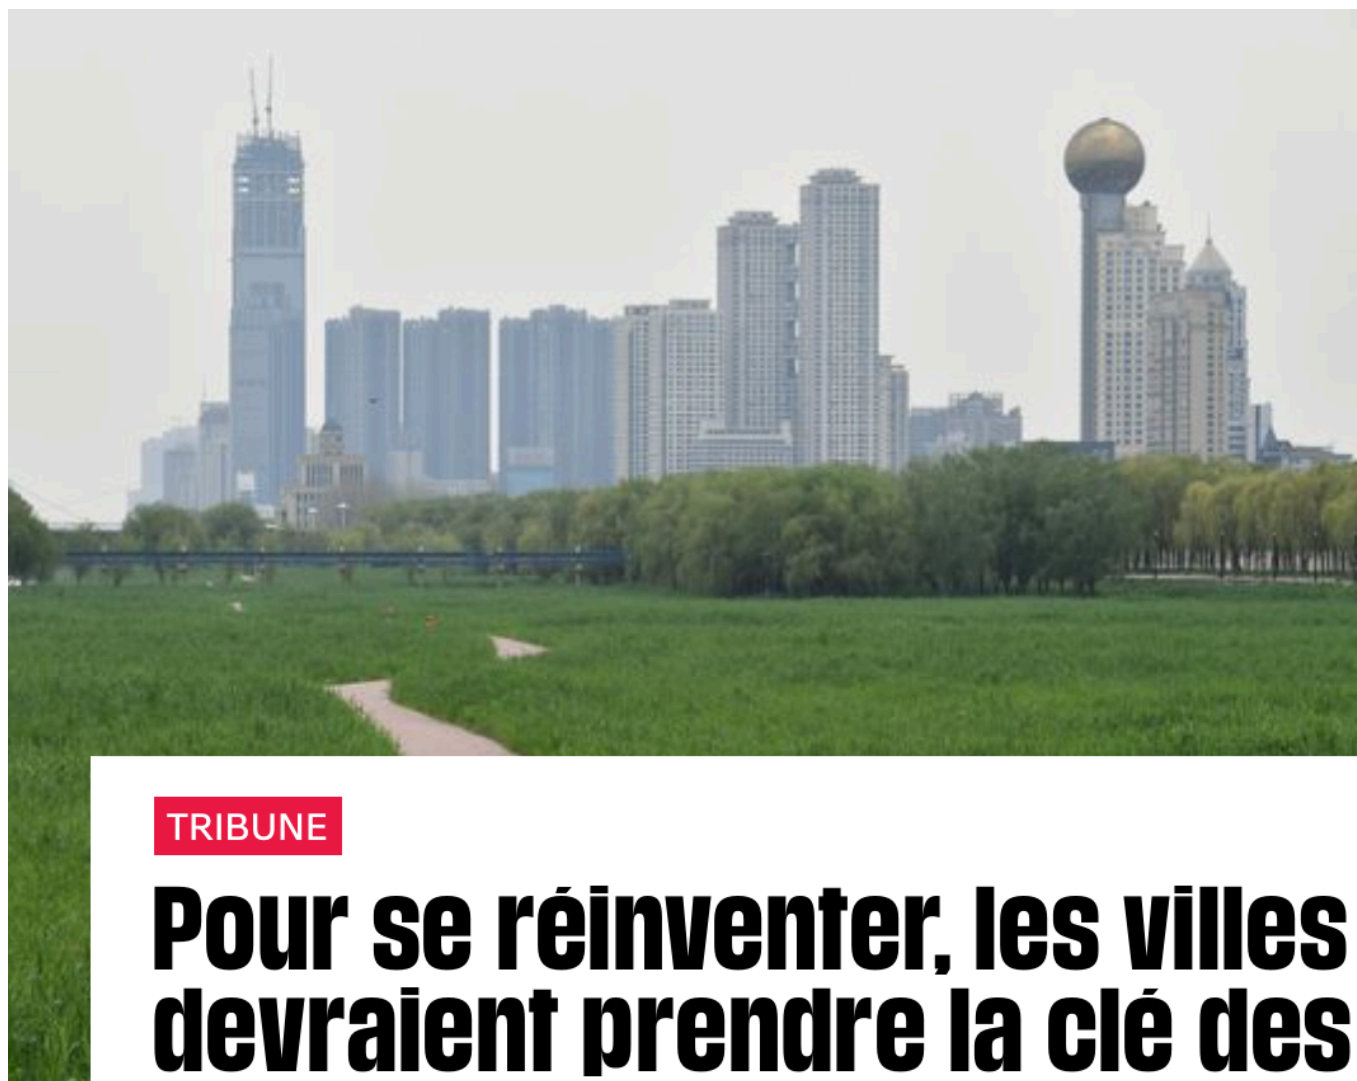 TRIBUNE
Pour se réinventer, les villes
devraient prendre la clé des